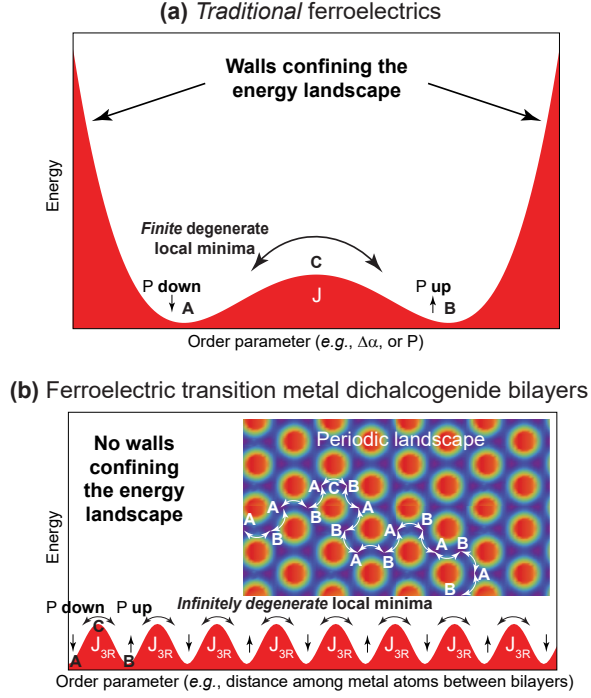 (a) Traditional ferroelectrics
Walls confining the
energy landscape
Energy
Finite degenerate
local minima
C
J
P down
A
P up
B
Order parameter (e.g., Δα, or P)
(b) Ferroelectric transition metal dichalcogenide bilayers
No walls
confining
the energy
landscape
Energy
Periodic landscape
A B A B A C B A B A B A B A B A B
P down P up Infinitely degenerate local minima
C
J3R J3R J3R J3R J3R J3R J3R
A B
Order parameter (e.g., distance among metal atoms between bilayers)